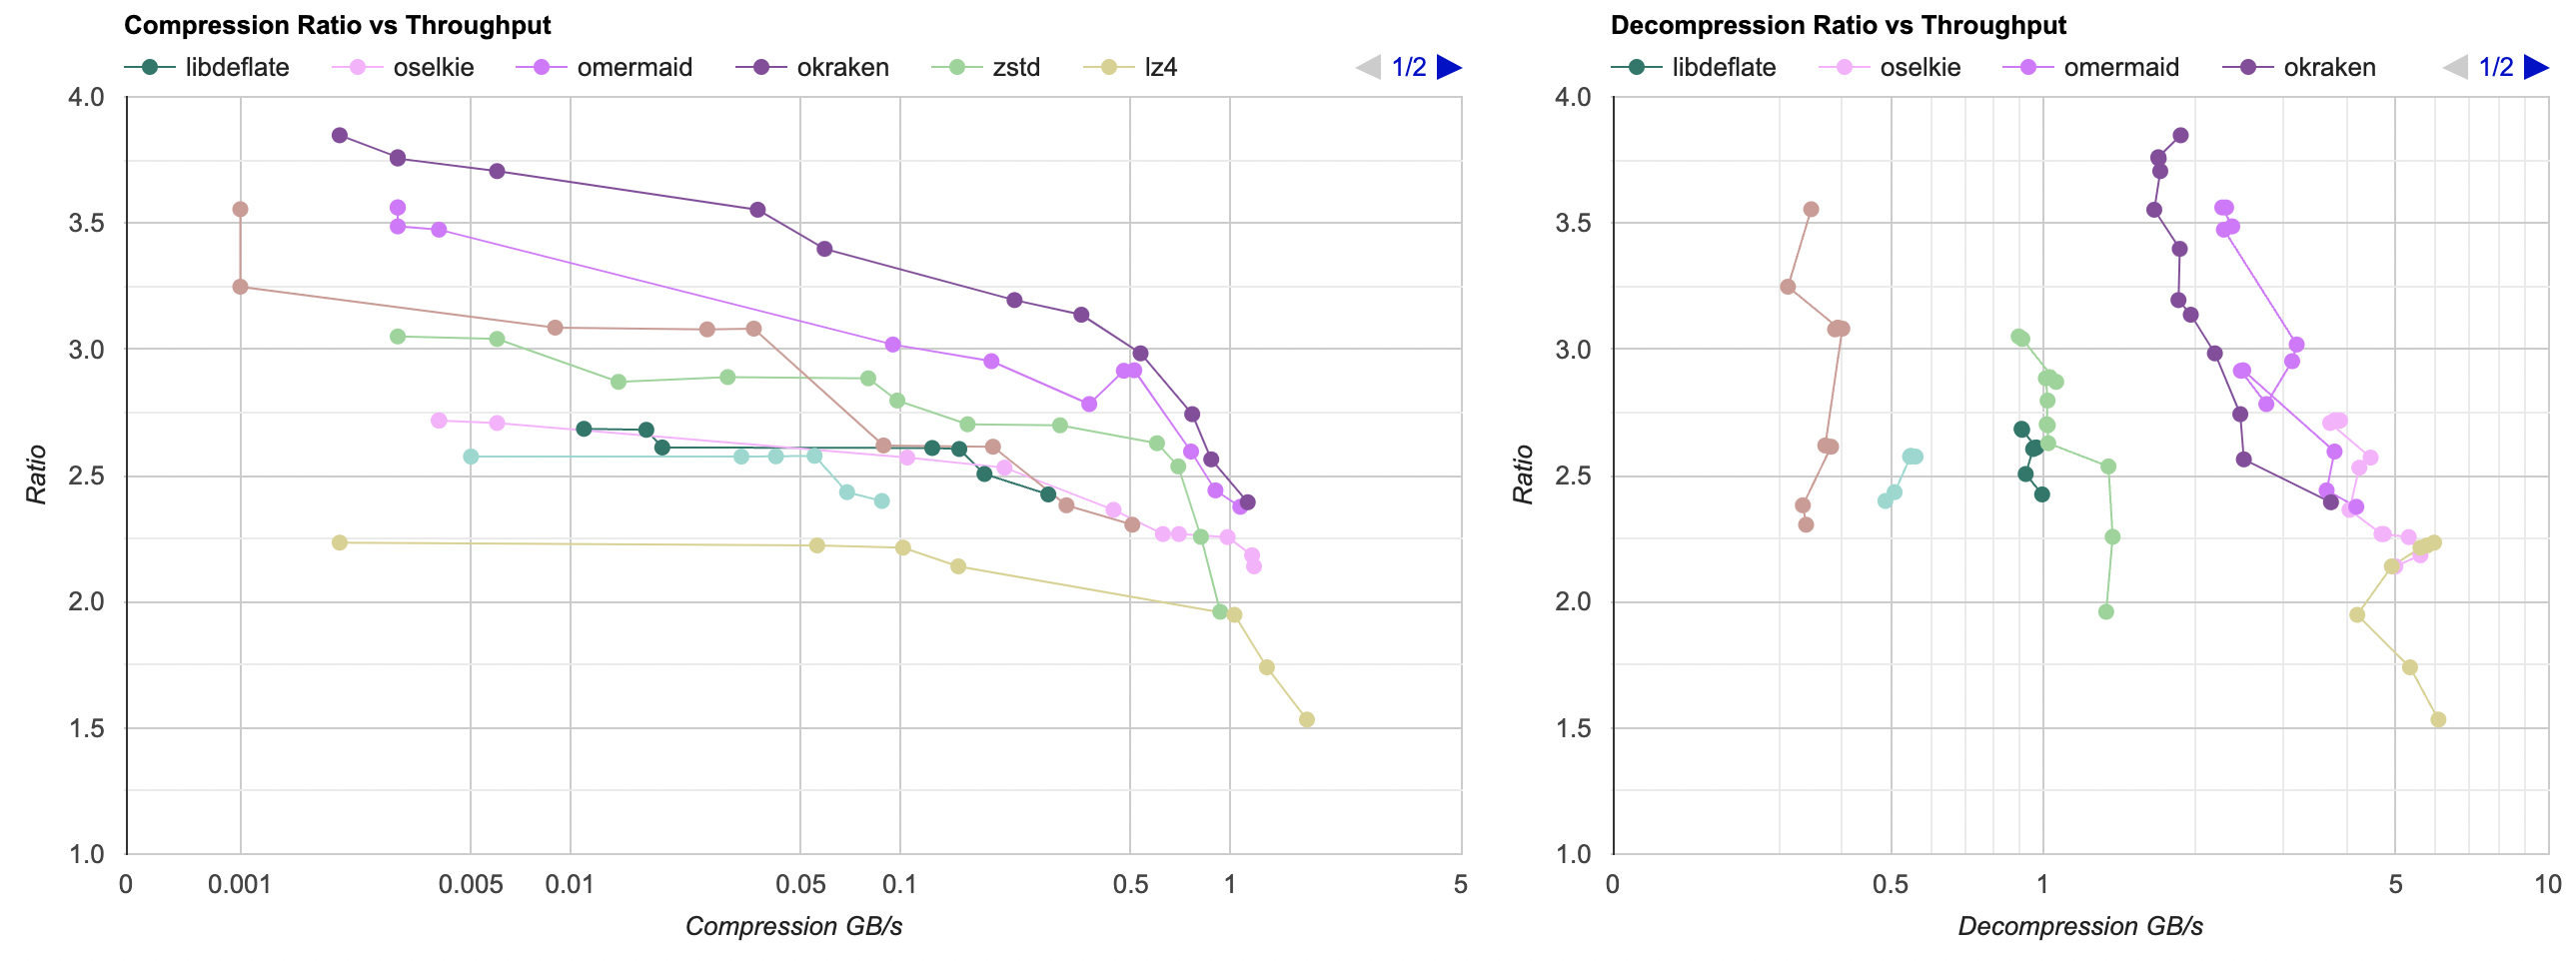 Compression Ratio vs Throughput
libdeflate oselkie omermaid okraken zstd lz4 1/2
4.0
3.5
3.0
2.5
2.0
1.5
1.0
Ratio
0 0.001 0.005 0.01 0.05 0.1 0.5 1 5
Compression GB/s
Decompression Ratio vs Throughput
libdeflate oselkie omermaid okraken 1/2
4.0
3.5
3.0
2.5
2.0
1.5
1.0
Ratio
0 0.5 1 5 10
Decompression GB/s